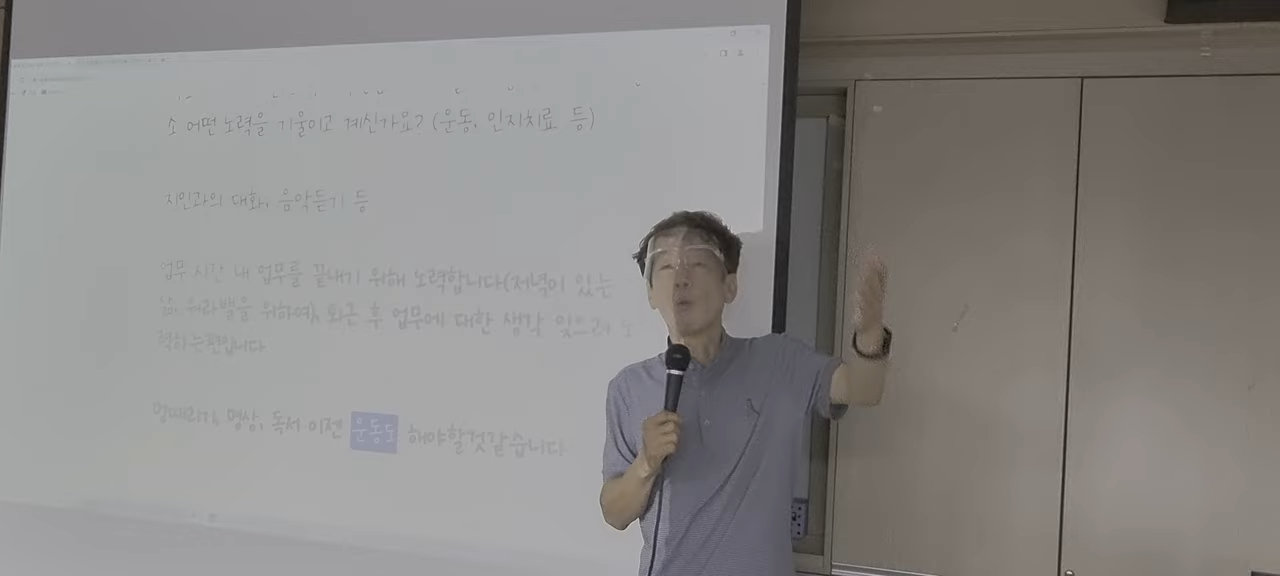 소 어떤 노력을 기울이고 계신가요? (운동, 인지치료 등)
지인과의 대화, 음악듣기 등
업무 시간 내 업무를 끝내기 위해 노력합니다(저녁이 있는
워라밸을 위하여), 퇴근 후 업무에 대한 생각 잊으려 노
력하는편입니다
멍때리기, 명상, 독서 이젠 운동도 해야할것같습니다